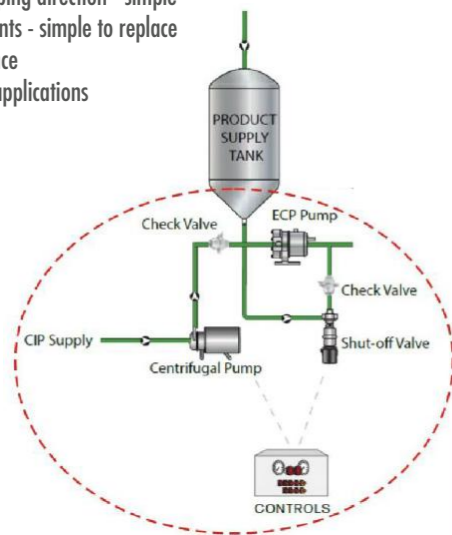 direction - simple
nts - simple to replace
ce
applications
PRODUCT
SUPPLY
TANK
ECP Pump
Check Valve
Check Valve
CIP Supply
Shut-off Valve
Centrifugal Pump
CONTROLS